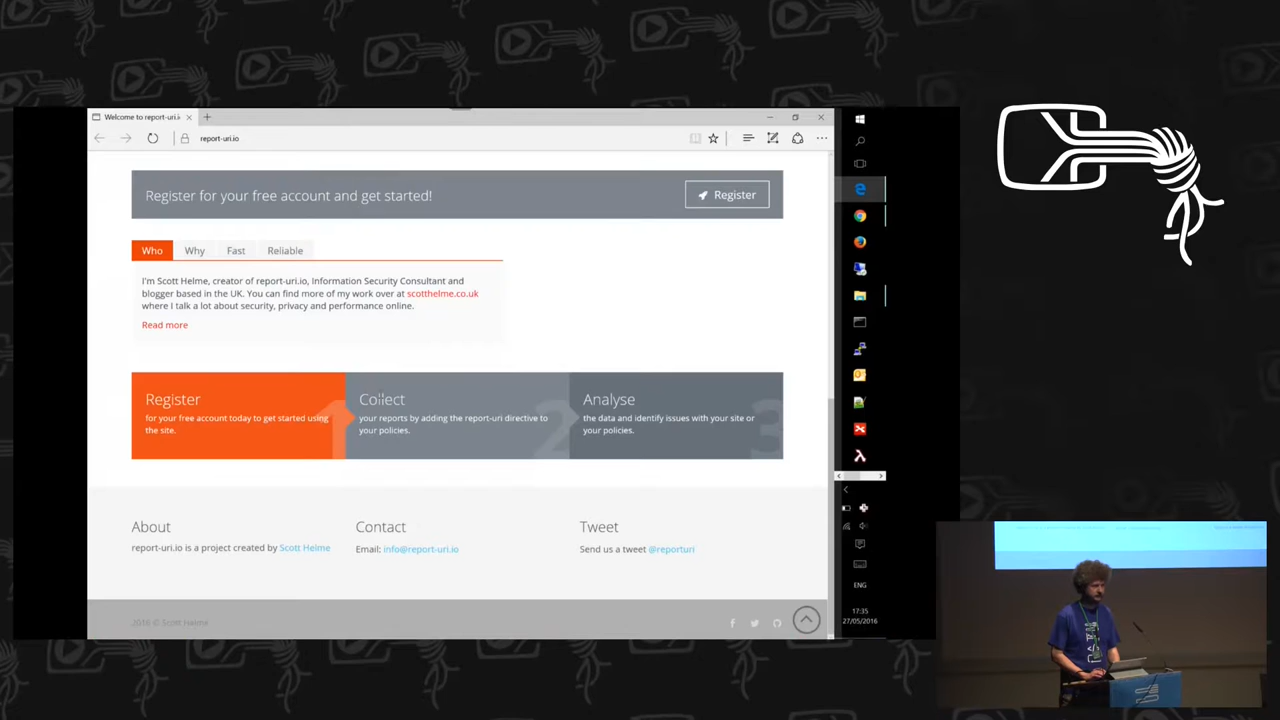 Welcome to report-uri.i
report-uri.io
Register for your free account and get started!
Register
Who Why Fast Reliable
I'm Scott Helme, creator of report-uri.io, Information Security Consultant and
blogger based in the UK. You can find more of my work over at scotthelme.co.uk
where I talk a lot about security, privacy and performance online.
Read more
Register
for your free account today to get started using
the site.
1
Collect
your reports by adding the report-uri directive to
your policies.
2
Analyse
the data and identify issues with your site or
your policies.
3
About
report-uri.io is a project created by Scott Helme
Contact
Email: info@report-uri.io
Tweet
Send us a tweet @reporturi
2016 © Scott Helme
ENG
17:35
27/05/2016